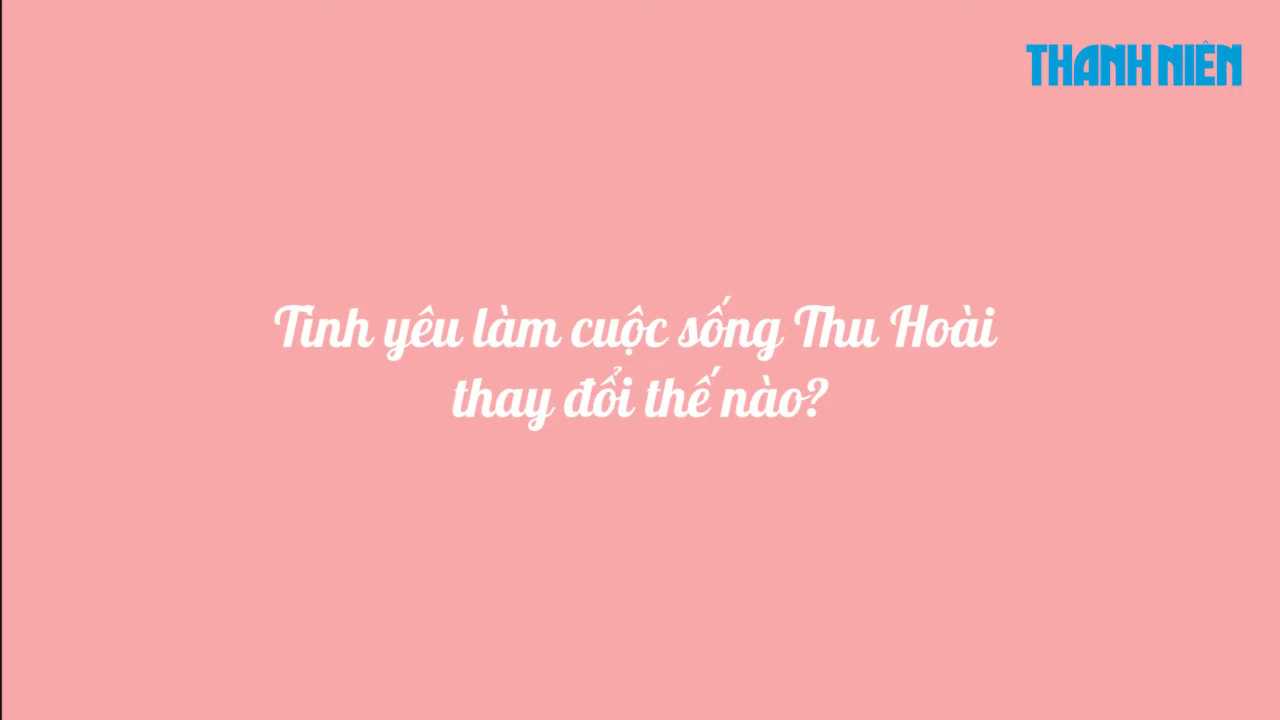 THANH NIÊN
Tình yêu làm cuộc sống Thu Hoài
thay đổi thế nào?